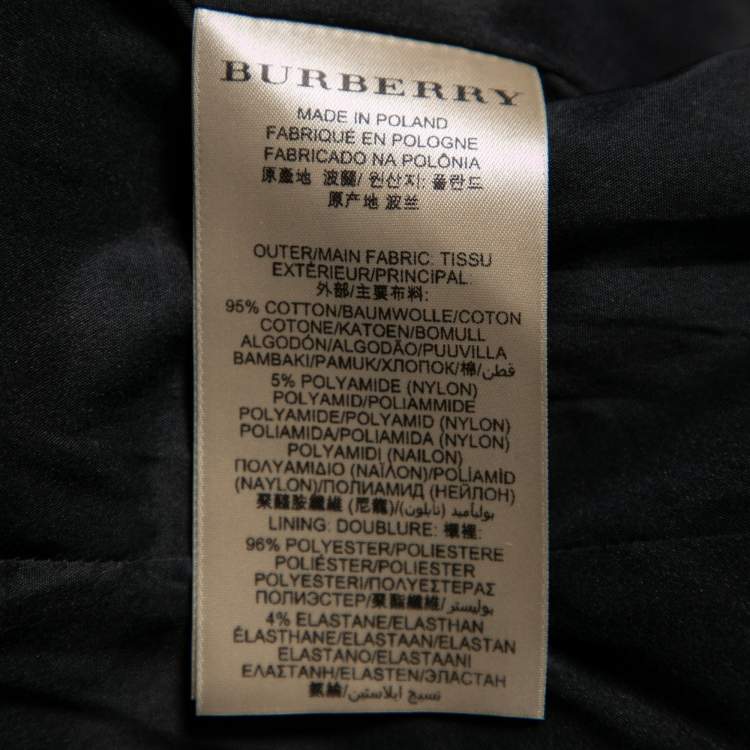 BURBERRY
MADE IN POLAND
FABRIQUÉ EN POLOGNE
FABRICADO NA POLÔNIA
原產地 波蘭/ 원산지: 폴란드
原产地 波兰
OUTER/MAIN FABRIC: TISSU
EXTÉRIEUR/PRINCIPAL:
外部/主要布料:
95% COTTON/BAUMWOLLE/COTON
COTONE/KATOEN/BOMULL
ALGODÓN/ALGODÃO/PUUVILLA
BAMBAKI/PAMUK/ХЛОПОК/棉/قطن
5% POLYAMIDE (NYLON)
POLYAMID/POLIAMMIDE
POLYAMIDE/POLYAMID (NYLON)
POLIAMIDA/POLIAMIDA (NYLON)
POLYAMIDI (NAILON)
ΠΟΛΥΑΜΙΔΙΟ (ΝΑΪΛΟΝ)/POLİAMİD
(NAYLON)/ПОЛИАМИД (НЕЙЛОН)
聚醯胺纖維 (尼龍)/بوليأميد (نايلون)
LINING: DOUBLURE: 襯裡:
96% POLYESTER/POLIESTERE
POLIÉSTER/POLIESTER
POLYESTERI/ΠΟΛΥΕΣΤΕΡΑΣ
ПОЛИЭСТЕР/聚酯纖維/بوليستر
4% ELASTANE/ELASTHAN
ÉLASTHANE/ELASTAAN/ELASTAN
ELASTANO/ELASTAANI
ΕΛΑΣΤΑΝΗ/ELASTEN/ЭЛАСТАН
氨綸/نسيج ايلاستين